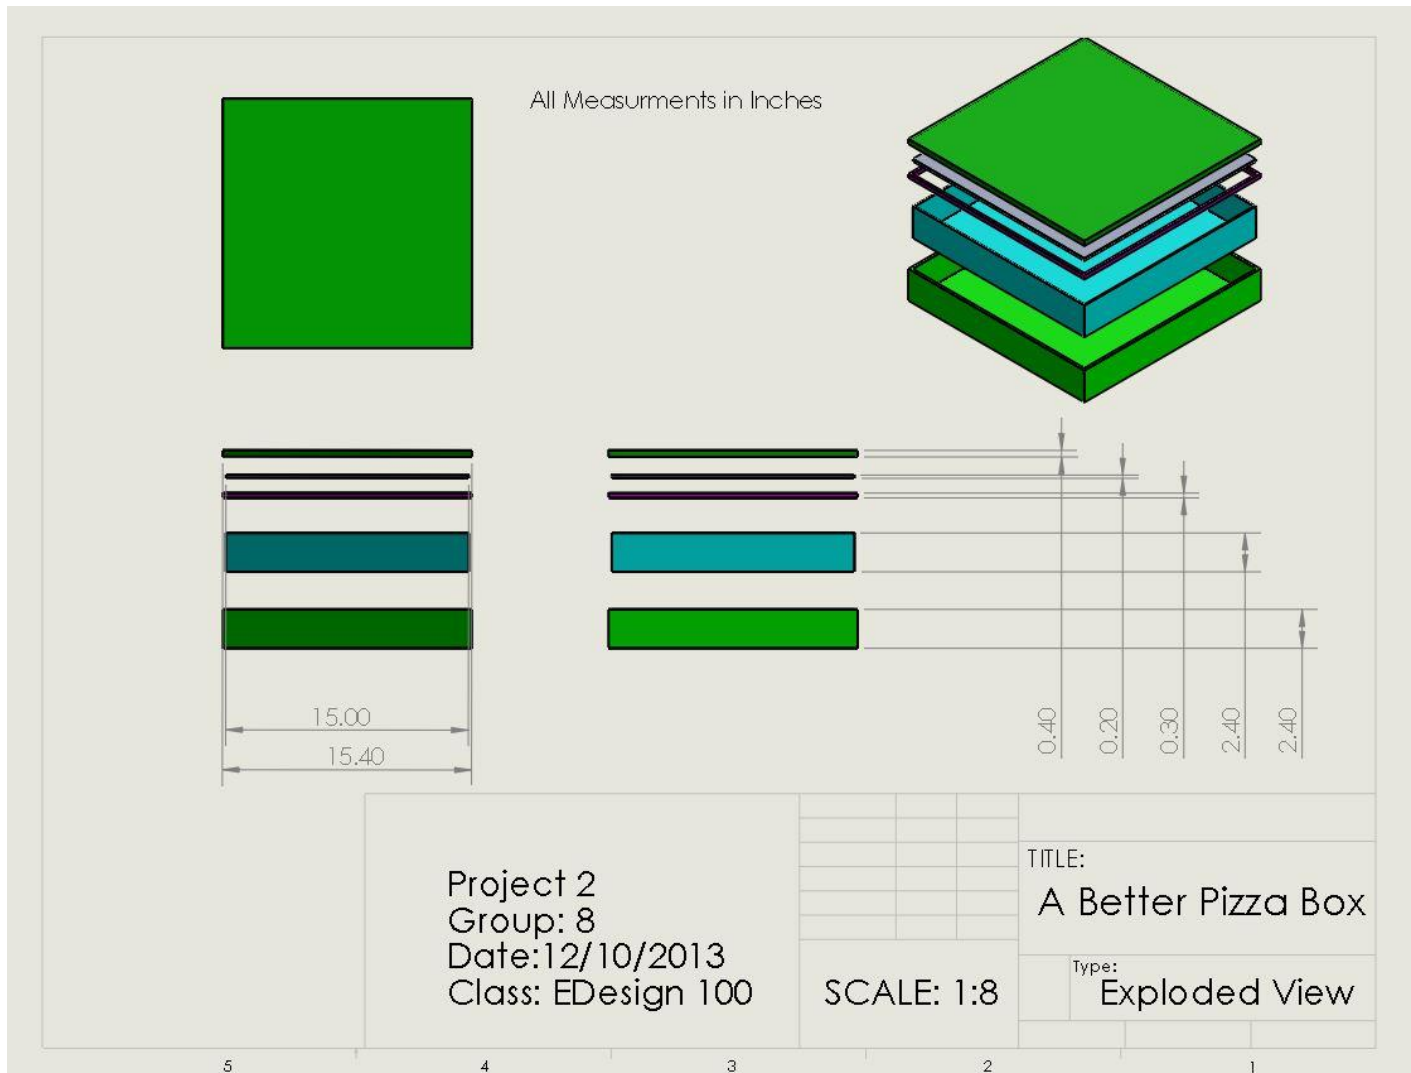 All Measurments in Inches
15.00
15.40
0.40
0.20
0.30
2.40
2.40
Project 2
Group: 8
Date:12/10/2013
Class: EDesign 100
SCALE: 1:8
TITLE:
A Better Pizza Box
Type:
Exploded View
5
4
3
2
1